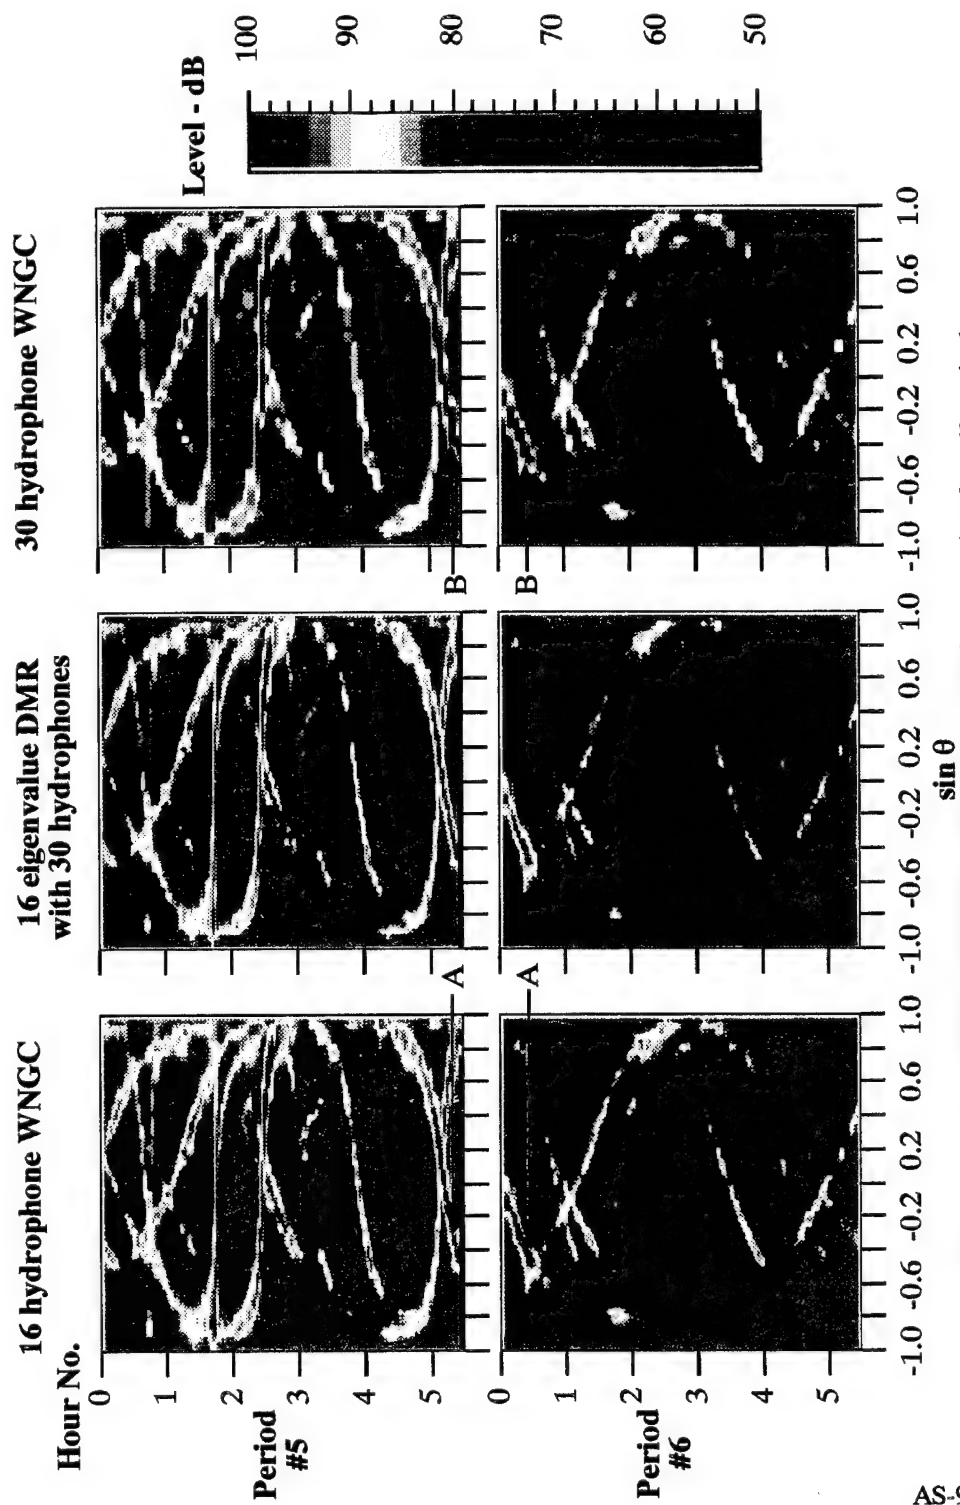 16 hydrophone WNGC
16 eigenvalue DMR
with 30 hydrophones
30 hydrophone WNGC
Hour No.
Level - dB
100
90
80
70
60
50
Period
#5
0
1
2
3
4
5
A
B
Period
#6
0
1
2
3
4
5
A
B
-1.0 -0.6 -0.2 0.2 0.6 1.0
-1.0 -0.6 -0.2 0.2 0.6 1.0
-1.0 -0.6 -0.2 0.2 0.6 1.0
sin θ